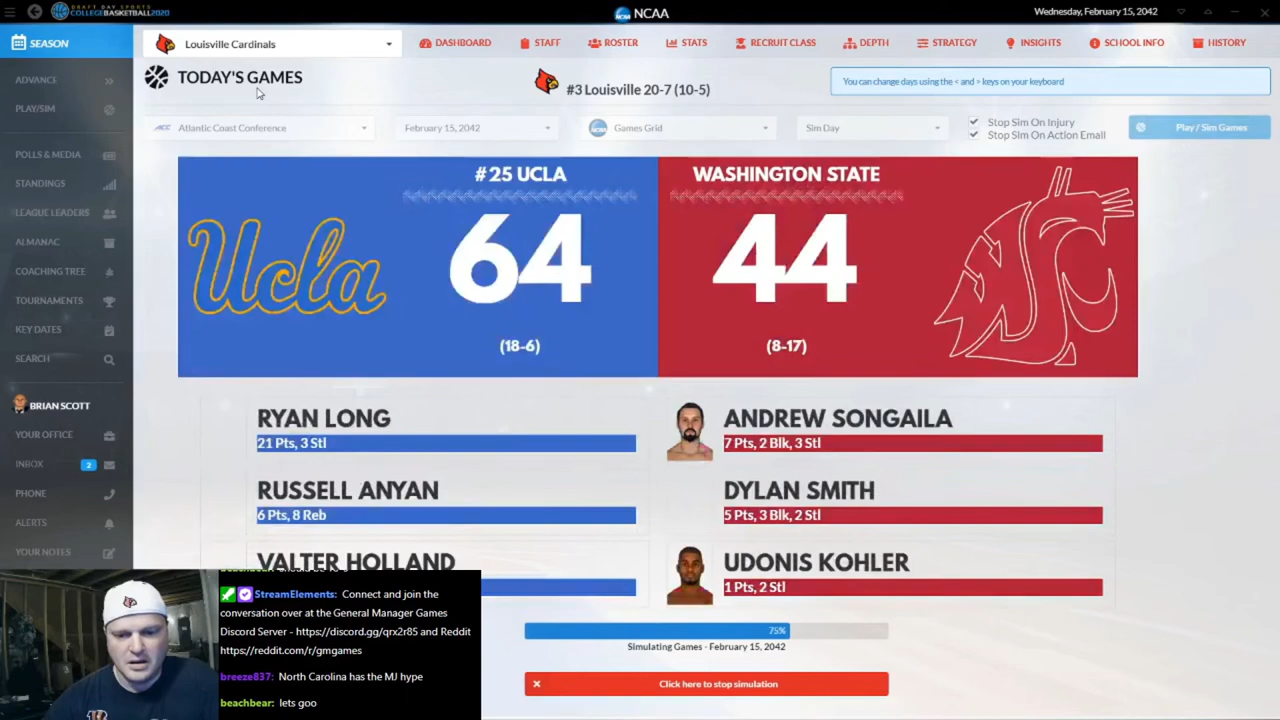 DRAFT DAY SPORTS
COLLEGE BASKETBALL 2020
NCAA
Wednesday, February 15, 2042
SEASON
Louisville Cardinals
DASHBOARD
STAFF
ROSTER
STATS
RECRUIT CLASS
DEPTH
STRATEGY
INSIGHTS
SCHOOL INFO
HISTORY
ADVANCE
PLAY/SIM
POLLS & MEDIA
STANDINGS
LEAGUE LEADERS
ALMANAC
COACHING TREE
TOURNAMENTS
KEY DATES
SEARCH
BRIAN SCOTT
YOUR OFFICE
INBOX 2
PHONE
ALERTS
YOUR NOTES
TODAY'S GAMES
#3 Louisville 20-7 (10-5)
You can change days using the < and > keys on your keyboard
ACC Atlantic Coast Conference
February 15, 2042
Games Grid
Sim Day
Stop Sim On Injury
Stop Sim On Action Email
Play / Sim Games
Ucla
#25 UCLA
64
(18-6)
WASHINGTON STATE
44
(8-17)
RYAN LONG
21 Pts, 3 Stl
RUSSELL ANYAN
6 Pts, 8 Reb
VALTER HOLLAND
ANDREW SONGAILA
7 Pts, 2 Blk, 3 Stl
DYLAN SMITH
5 Pts, 3 Blk, 2 Stl
UDONIS KOHLER
1 Pts, 2 Stl
75%
Simulating Games - February 15, 2042
Click here to stop simulation
StreamElements: Connect and join the
conversation over at the General Manager Games
Discord Server - https://discord.gg/qrx2r85 and Reddit
https://reddit.com/r/gmgames
breeze837: North Carolina has the MJ hype
beachbear: lets goo